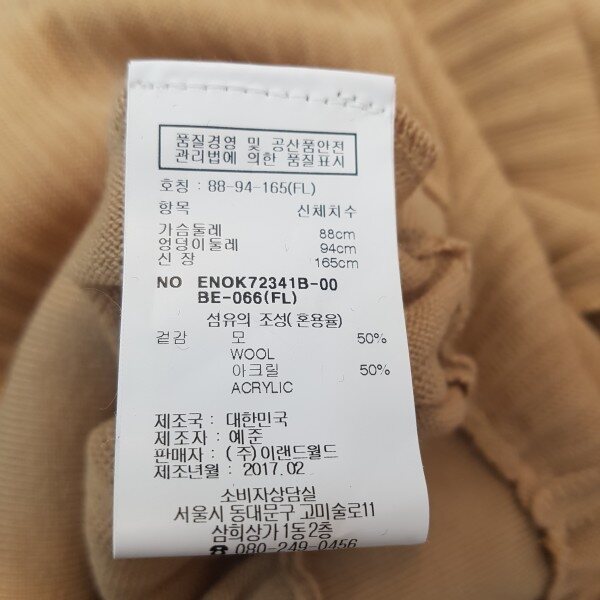 품질경영 및 공산품안전
관리법에 의한 품질표시
호칭 : 88-94-165(FL)
항목 신체치수
가슴둘레 88cm
엉덩이둘레 94cm
신 장 165cm
NO ENOK72341B-00
BE-066(FL)
섬유의 조성(혼용율)
겉감 모 50%
WOOL
아크릴 50%
ACRYLIC
제조국 : 대한민국
제조자 : 예준
판매자 : (주)이랜드월드
제조년월 : 2017.02
소비자상담실
서울시 동대문구 고미술로11
삼희상가 1동2층
☎ 080-249-0456